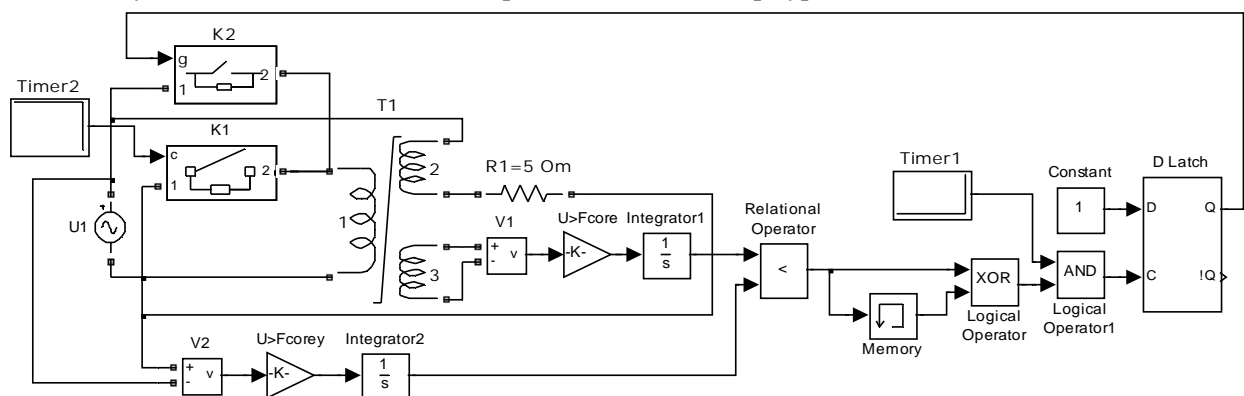 K2
g
1
2
Timer2
T1
K1
c
1
2
U1
+
1
2
3
R1=5 Om
V1
+
-
v
U>Fcore
-K-
Integrator1
1
s
Relational
Operator
<
Timer1
Constant
1
D Latch
D
Q
C
!Q
XOR
Logical
Operator
AND
Logical
Operator1
Memory
V2
+
-
v
U>Fcorey
-K-
Integrator2
1
s